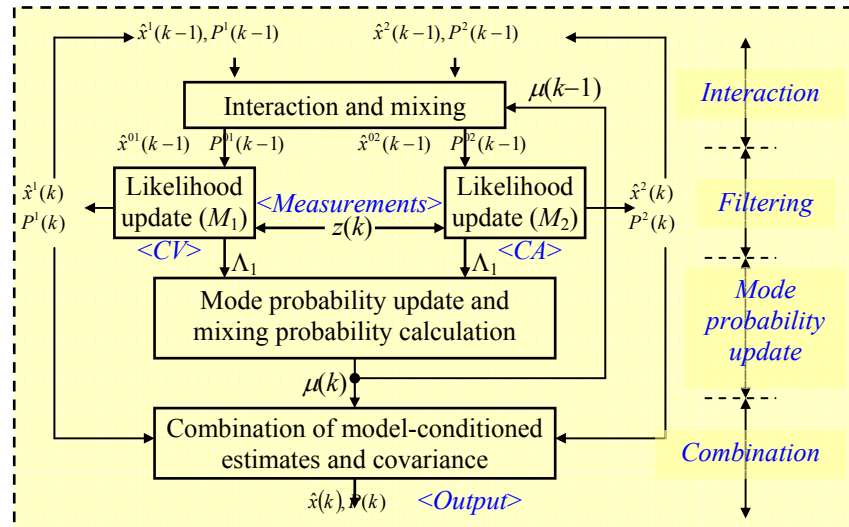 x̂¹(k−1), P¹(k−1)
x̂²(k−1), P²(k−1)
Interaction and mixing
μ(k−1)
Interaction
x̂⁰¹(k−1) P⁰¹(k−1)
x̂⁰²(k−1) P⁰²(k−1)
x̂¹(k)
P¹(k)
Likelihood
update (M₁)
<Measurements>
z(k)
Likelihood
update (M₂)
x̂²(k)
P²(k)
Filtering
<CV>
<CA>
Λ₁
Λ₁
Mode probability update and
mixing probability calculation
Mode
probability
update
μ(k)
Combination of model-conditioned
estimates and covariance
Combination
x̂(k), P(k)
<Output>